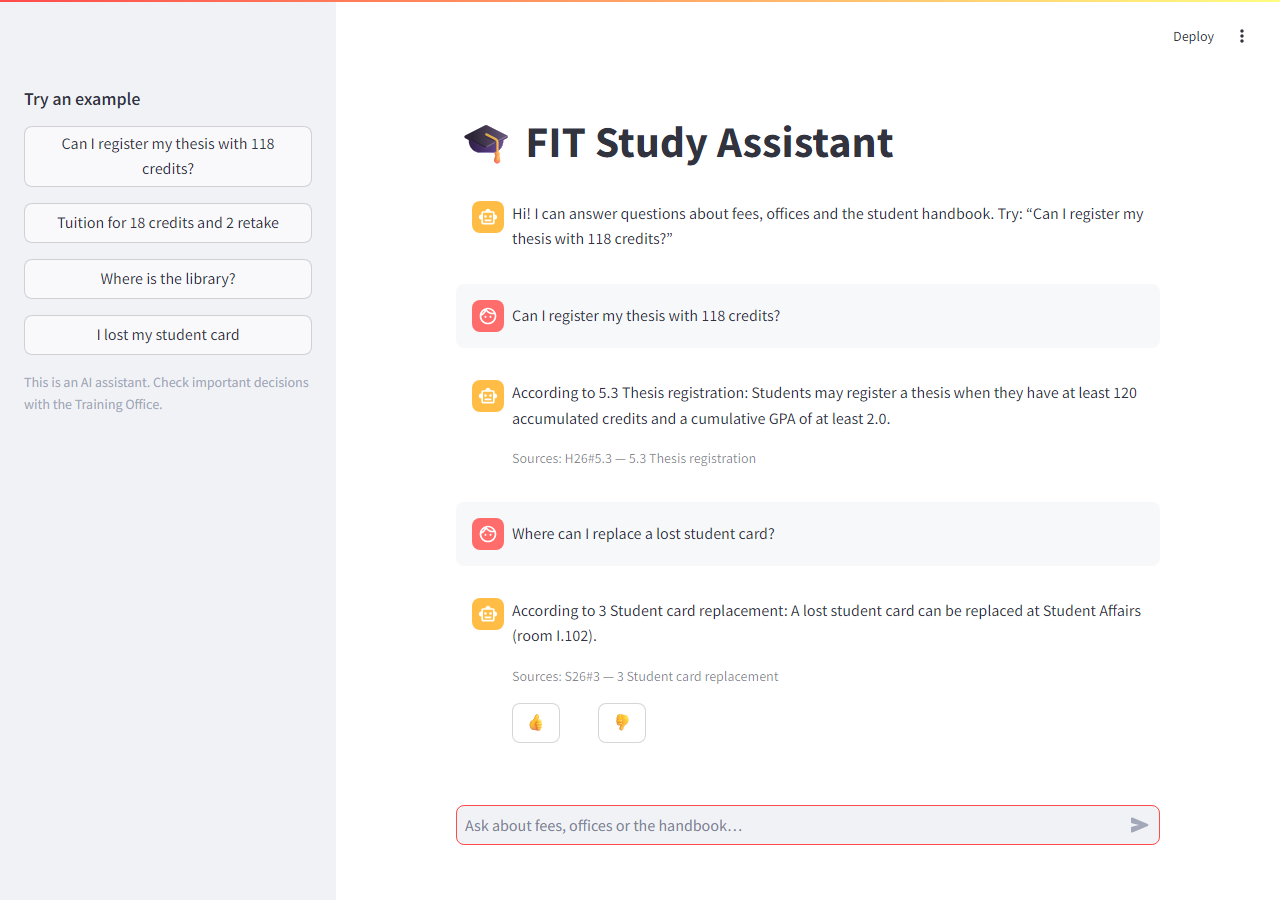 Deploy
Try an example
Can I register my thesis with 118
credits?
Tuition for 18 credits and 2 retake
Where is the library?
I lost my student card
This is an AI assistant. Check important decisions
with the Training Office.
FIT Study Assistant
Hi! I can answer questions about fees, offices and the student handbook. Try: “Can I register my
thesis with 118 credits?”
Can I register my thesis with 118 credits?
According to 5.3 Thesis registration: Students may register a thesis when they have at least 120
accumulated credits and a cumulative GPA of at least 2.0.
Sources: H26#5.3 — 5.3 Thesis registration
Where can I replace a lost student card?
According to 3 Student card replacement: A lost student card can be replaced at Student Affairs
(room I.102).
Sources: S26#3 — 3 Student card replacement
Ask about fees, offices or the handbook…